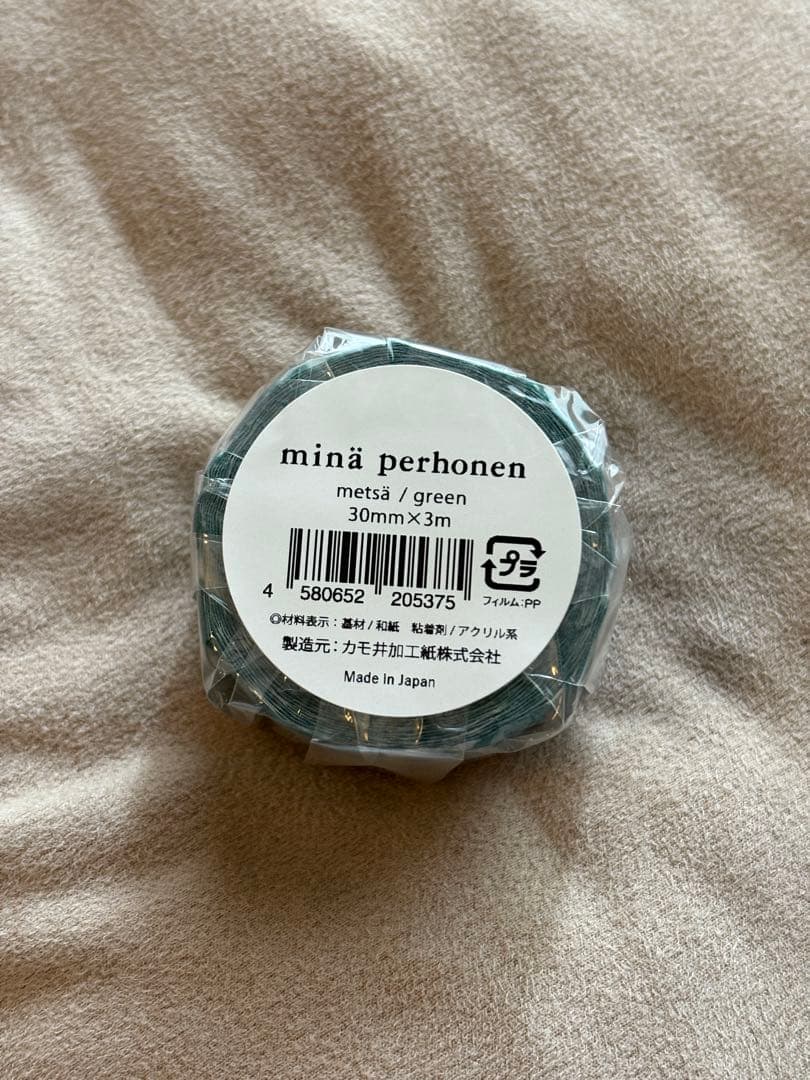 minä perhonen
metsä / green
30mm×3m
プラ
4 580652 205375
フィルム:PP
◎材料表示:基材/和紙 粘着剤/アクリル系
製造元:カモ井加工紙株式会社
Made In Japan